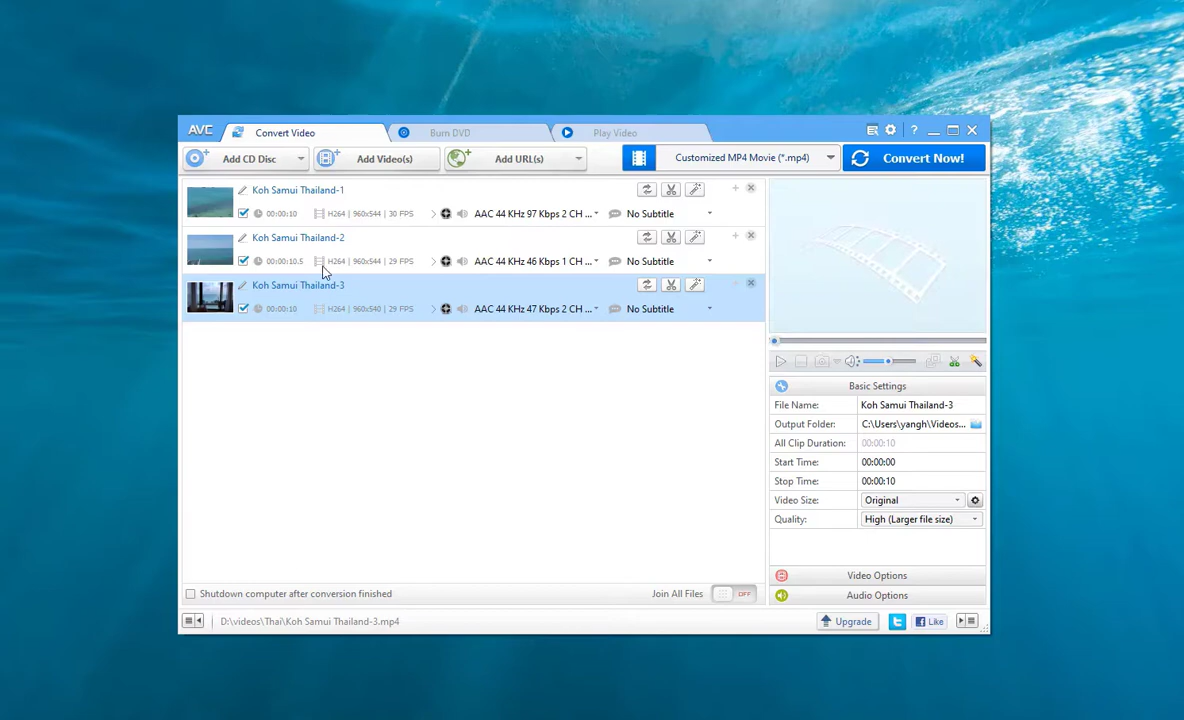 AVC Convert Video Burn DVD Play Video ?
Add CD Disc Add Video(s) Add URL(s) Customized MP4 Movie (*.mp4) Convert Now!
Koh Samui Thailand-1
00:00:10 H264 | 960x544 | 30 FPS AAC 44 KHz 97 Kbps 2 CH ... No Subtitle
Koh Samui Thailand-2
00:00:10.5 H264 | 960x544 | 29 FPS AAC 44 KHz 46 Kbps 1 CH ... No Subtitle
Koh Samui Thailand-3
00:00:10 H264 | 960x540 | 29 FPS AAC 44 KHz 47 Kbps 2 CH ... No Subtitle
Basic Settings
File Name: Koh Samui Thailand-3
Output Folder: C:\Users\yangh\Videos...
All Clip Duration: 00:00:10
Start Time: 00:00:00
Stop Time: 00:00:10
Video Size: Original
Quality: High (Larger file size)
Video Options
Audio Options
Shutdown computer after conversion finished Join All Files OFF
D:\videos\Thai\Koh Samui Thailand-3.mp4 Upgrade Like